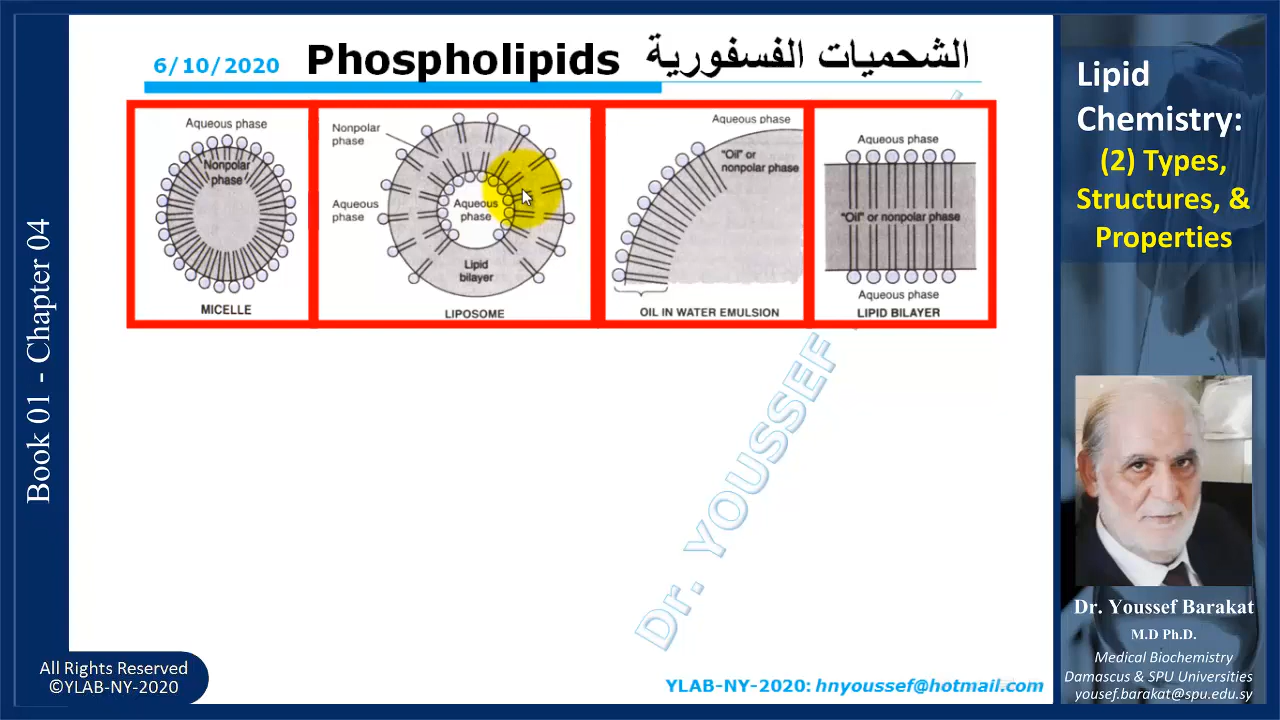 6/10/2020 Phospholipids الشحميات الفسفورية
Aqueous phase
Nonpolar
phase
MICELLE
Nonpolar
phase
Aqueous
phase
Aqueous
phase
Lipid
bilayer
LIPOSOME
Aqueous phase
"Oil" or
nonpolar phase
OIL IN WATER EMULSION
Aqueous phase
"Oil" or nonpolar phase
Aqueous phase
LIPID BILAYER
Dr. YOUSSEF
Book 01 - Chapter 04
All Rights Reserved
©YLAB-NY-2020
YLAB-NY-2020: hnyoussef@hotmail.com
Lipid
Chemistry:
(2) Types,
Structures, &
Properties
Dr. Youssef Barakat
M.D Ph.D.
Medical Biochemistry
Damascus & SPU Universities
yousef.barakat@spu.edu.sy